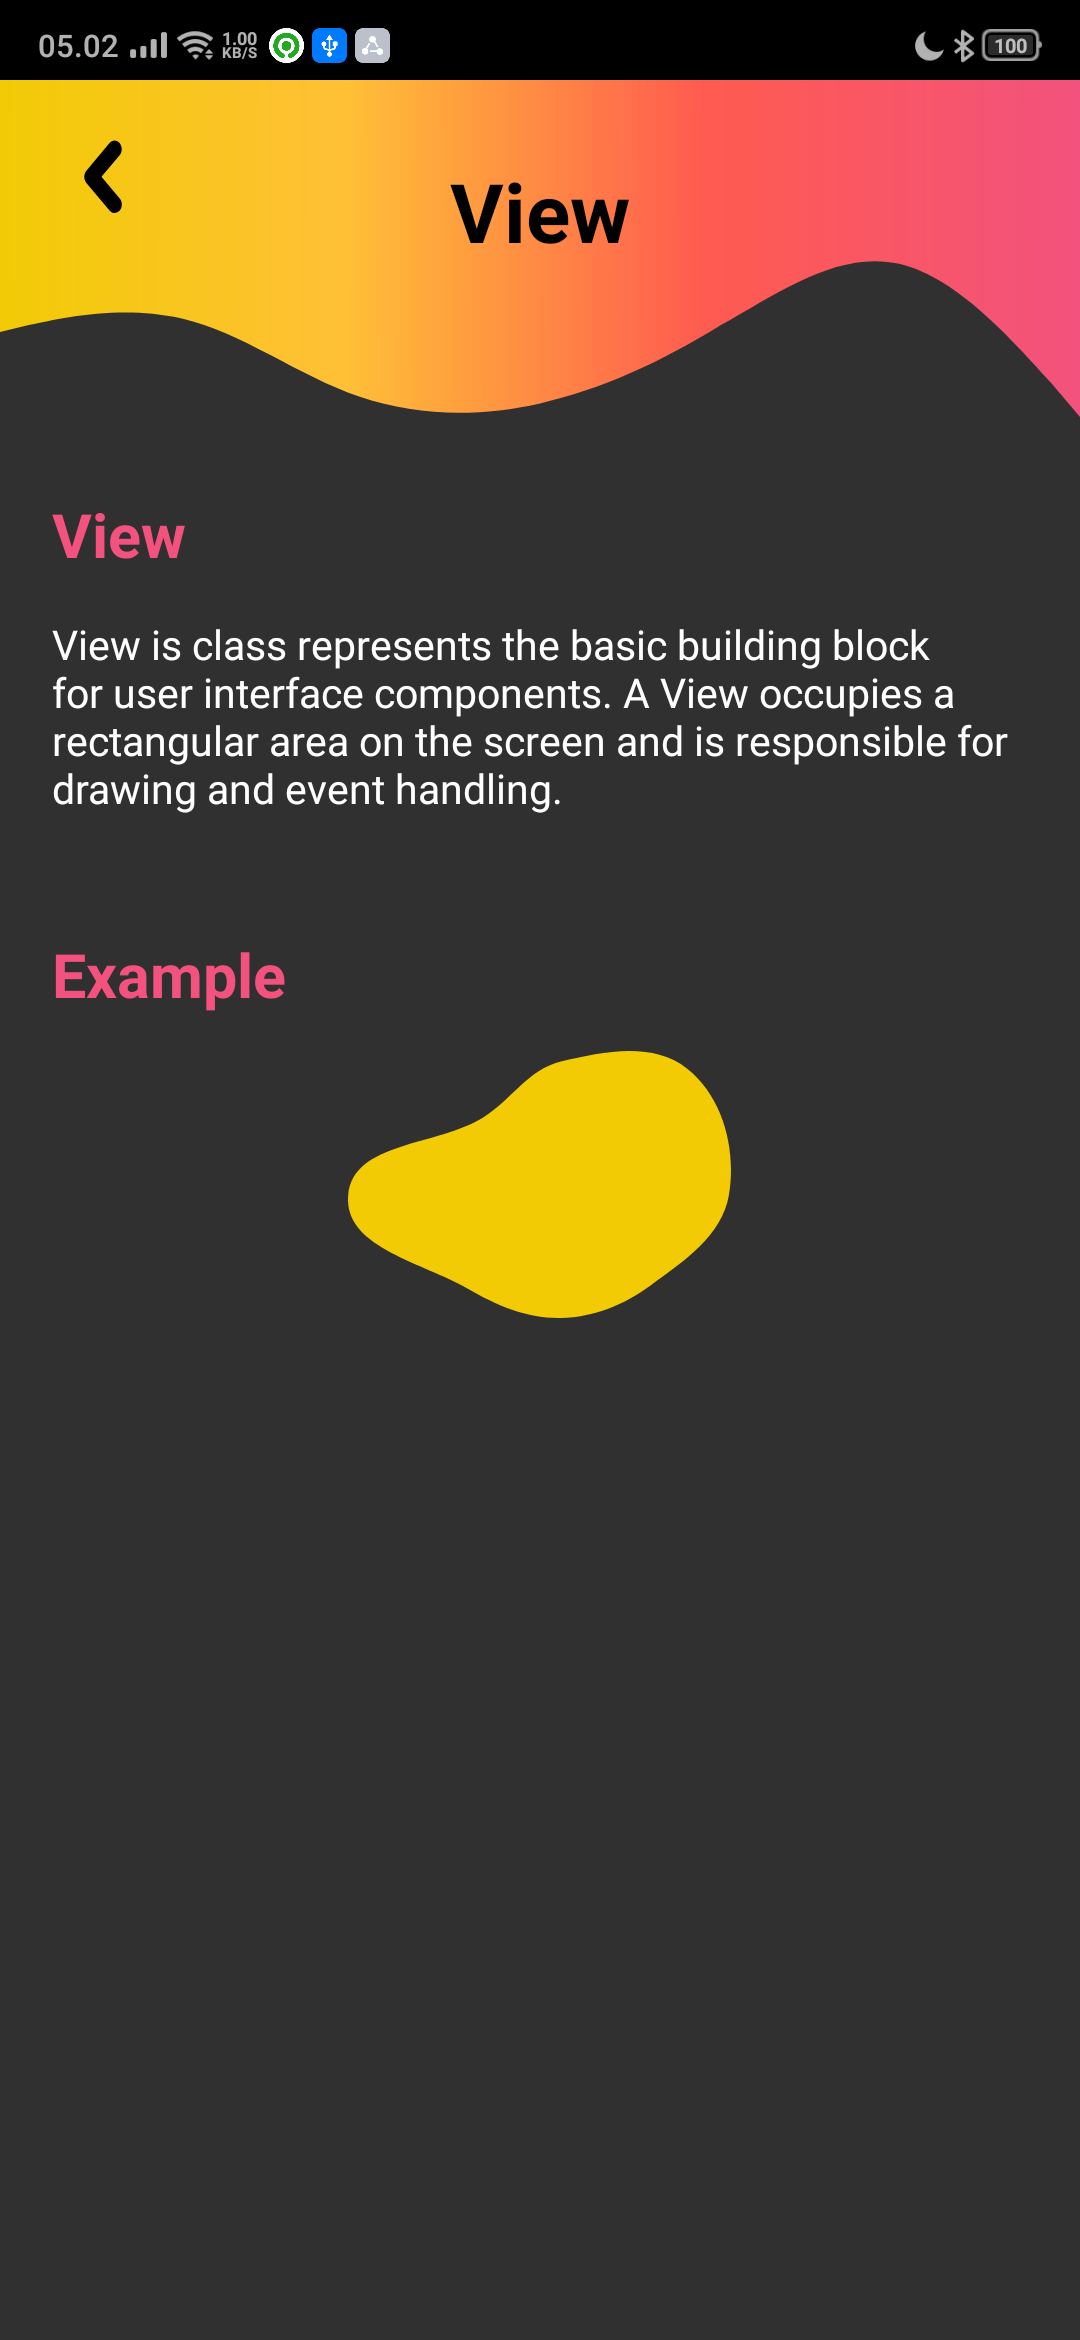 05.02 1.00 KB/S 100
View
View
View is class represents the basic building block
for user interface components. A View occupies a
rectangular area on the screen and is responsible for
drawing and event handling.
Example